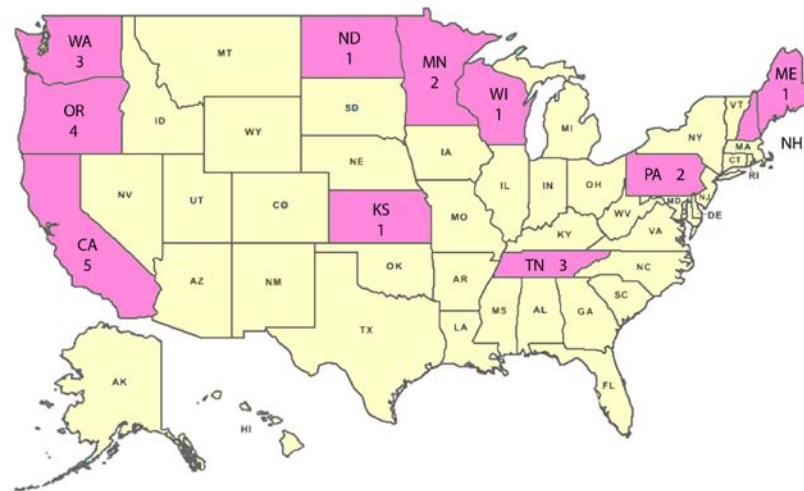 WA
3
MT
ND
1
MN
2
OR
4
ID
WY
SD
WI
1
MI
ME
1
VT
NH
NY
MA
CT
RI
NV
UT
CO
NE
IA
IL
IN
OH
PA 2
NJ
MD
DE
CA
5
KS
1
MO
KY
WV
VA
AZ
NM
OK
AR
TN 3
NC
SC
TX
LA
MS
AL
GA
FL
AK
HI